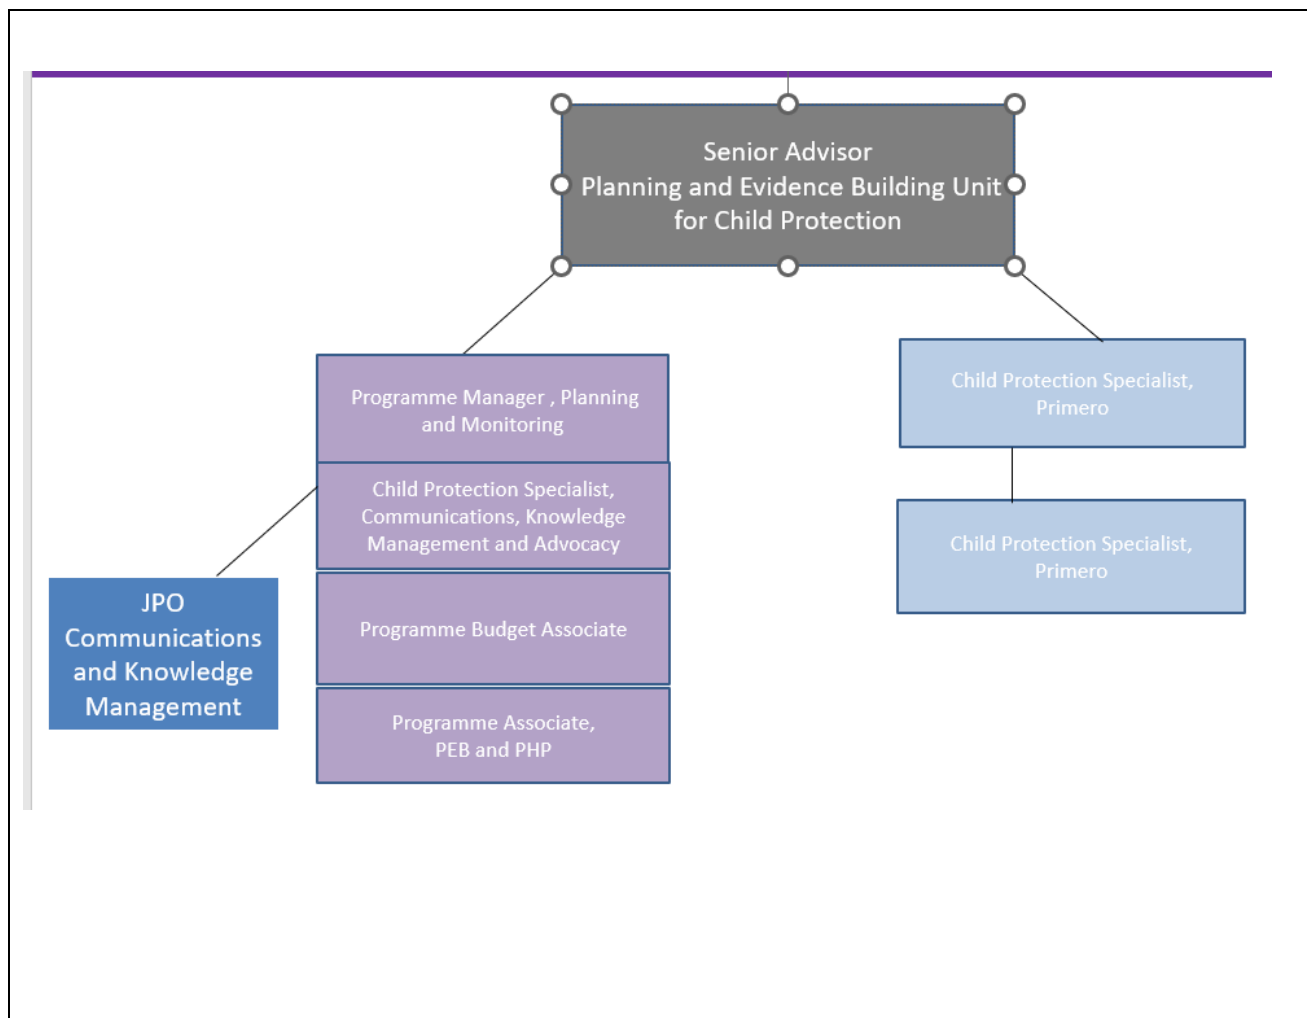 Senior Advisor
Planning and Evidence Building Unit
for Child Protection
Programme Manager , Planning
and Monitoring
Child Protection Specialist,
Communications, Knowledge
Management and Advocacy
Programme Budget Associate
Programme Associate,
PEB and PHP
JPO
Communications
and Knowledge
Management
Child Protection Specialist,
Primero
Child Protection Specialist,
Primero